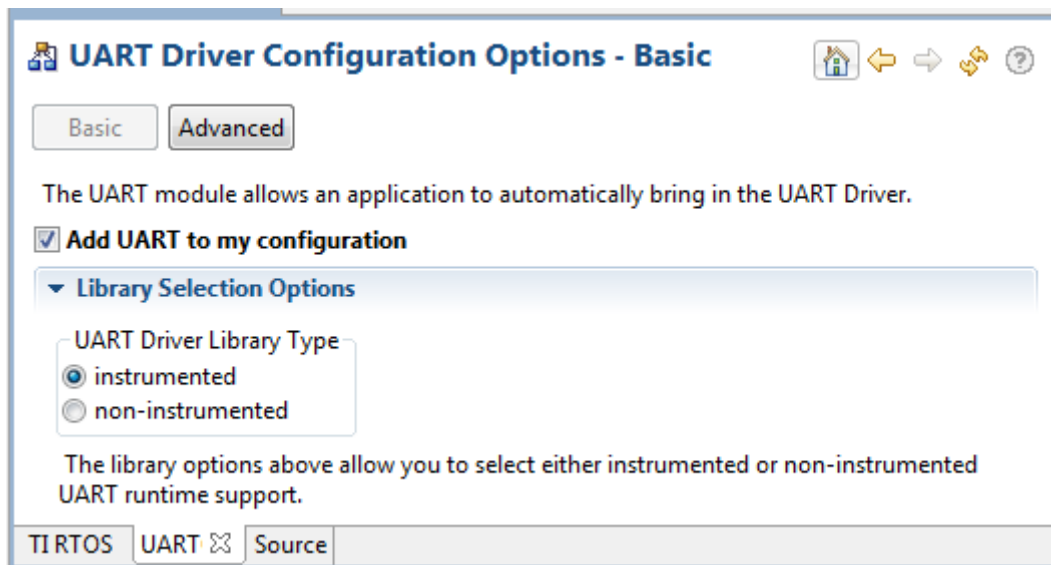 UART Driver Configuration Options - Basic
Basic
Advanced
The UART module allows an application to automatically bring in the UART Driver.
Add UART to my configuration
Library Selection Options
UART Driver Library Type
instrumented
non-instrumented
The library options above allow you to select either instrumented or non-instrumented
UART runtime support.
TI RTOS UART Source